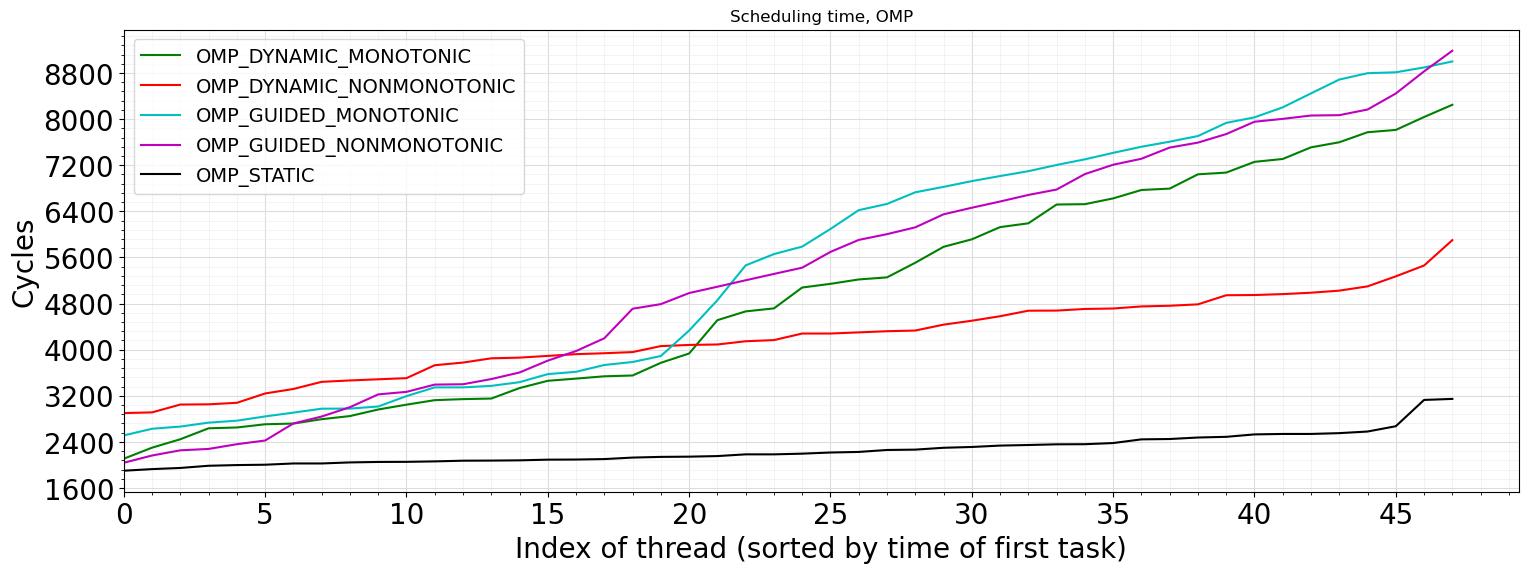 Scheduling time, OMP
OMP_DYNAMIC_MONOTONIC
OMP_DYNAMIC_NONMONOTONIC
OMP_GUIDED_MONOTONIC
OMP_GUIDED_NONMONOTONIC
OMP_STATIC
Cycles
8800
8000
7200
6400
5600
4800
4000
3200
2400
1600
0 5 10 15 20 25 30 35 40 45
Index of thread (sorted by time of first task)